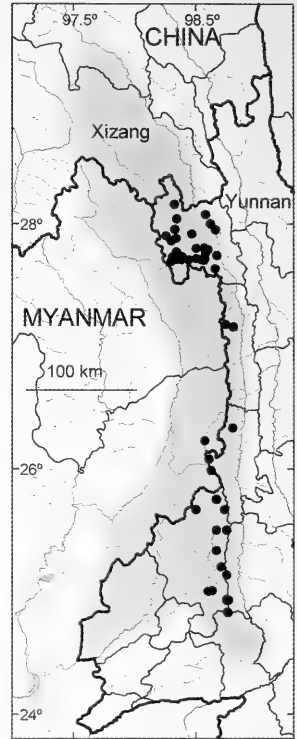 97.5° 98.5°
CHINA
Xizang
Yunnan
28°
MYANMAR
100 km
26°
24°